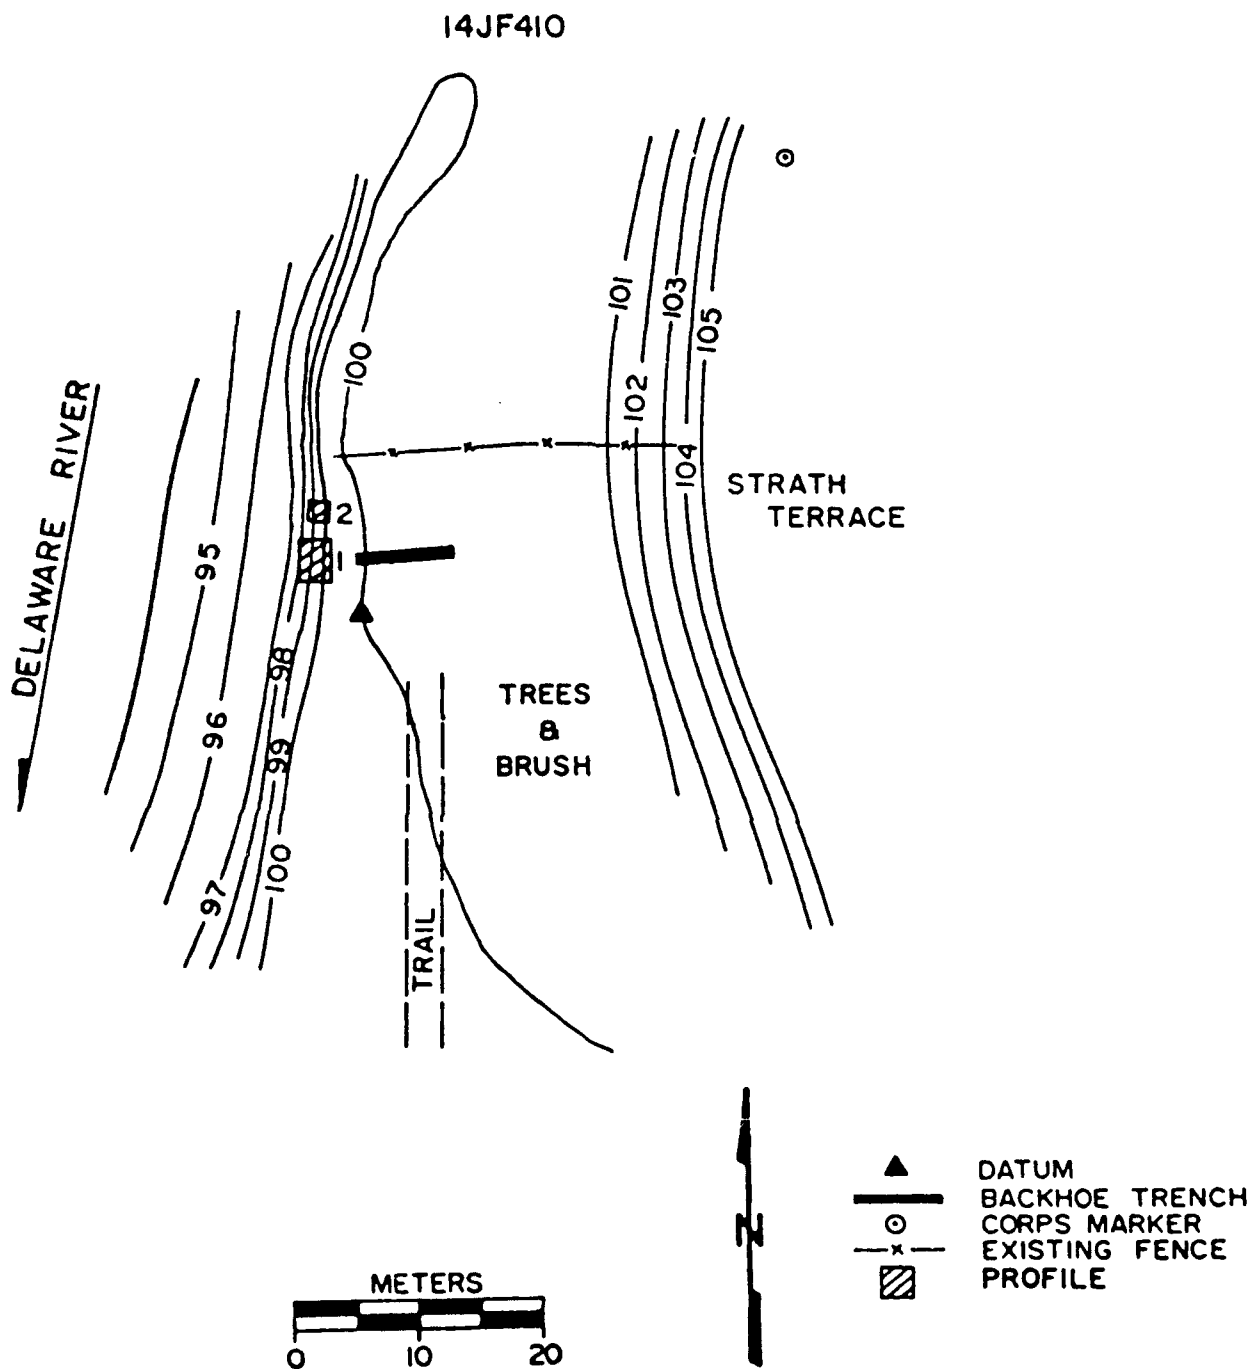 14JF410
101
103
105
100
102
104
DELAWARE RIVER
STRATH
TERRACE
2
1
95
98
TREES
&
BRUSH
96
99
100
97
TRAIL
N
DATUM
BACKHOE TRENCH
CORPS MARKER
EXISTING FENCE
PROFILE
METERS
0 10 20